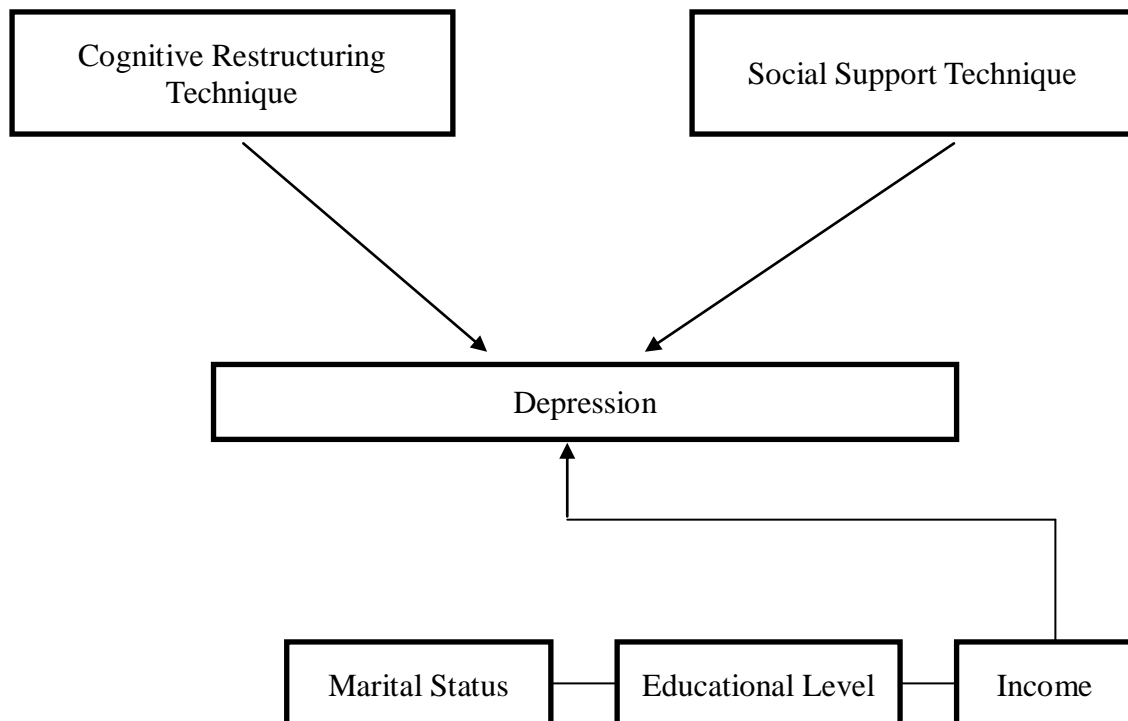 Cognitive Restructuring
Technique
Social Support Technique
Depression
Marital Status
Educational Level
Income